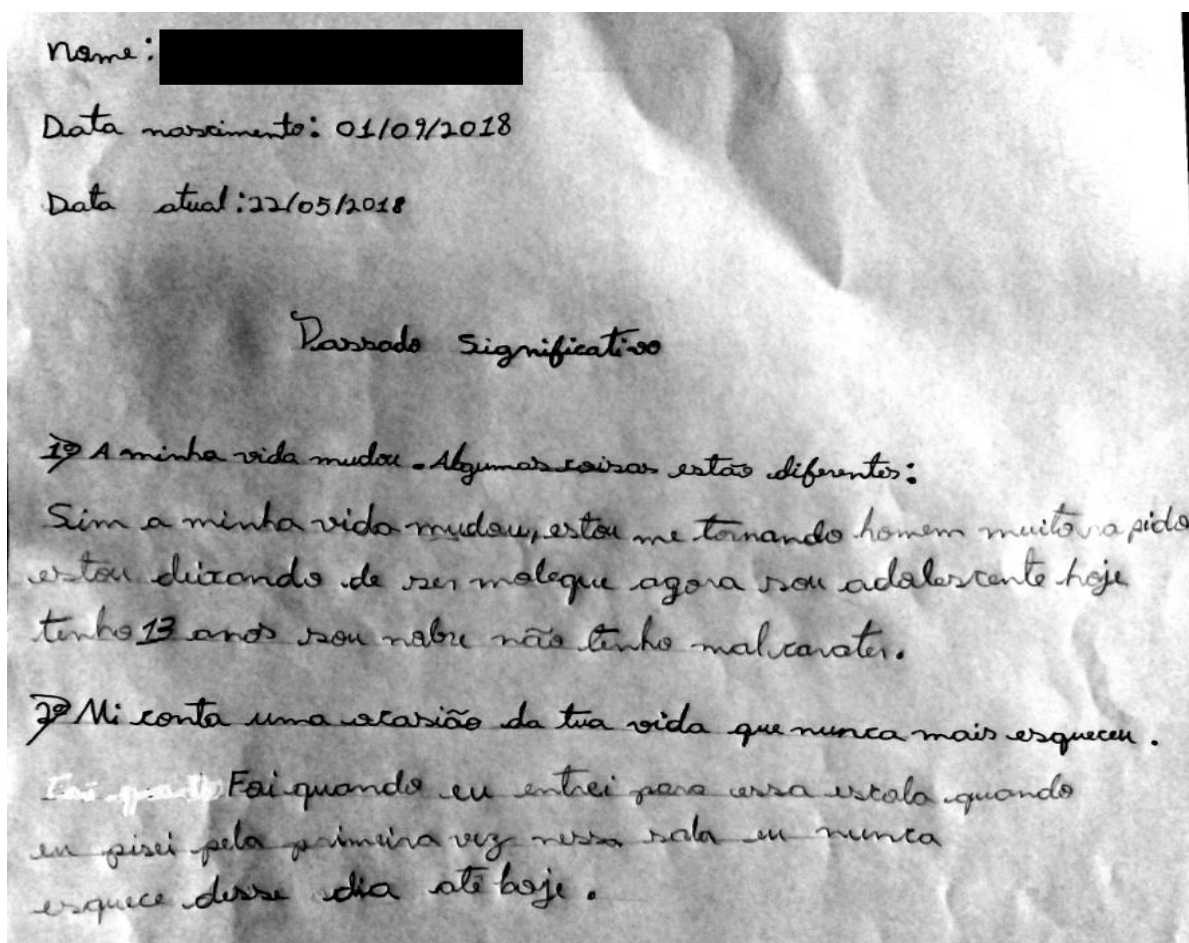 Nome:
Data nascimento: 01/09/2018
Data atual: 22/05/2018
Passado Significativo
1º A minha vida mudou. Algumas coisas estão diferentes:
Sim a minha vida mudou, estou me tornando homem muito rapido
estou deixando de ser moleque agora sou adolescente hoje
tenho 13 anos sou nobre não tenho mal carater.
2º Mi conta uma ocasião da tua vida que nunca mais esqueceu.
Foi quando eu entrei para essa escola quando
eu pisei pela primeira vez nessa sala eu nunca
esquece desse dia até hoje.